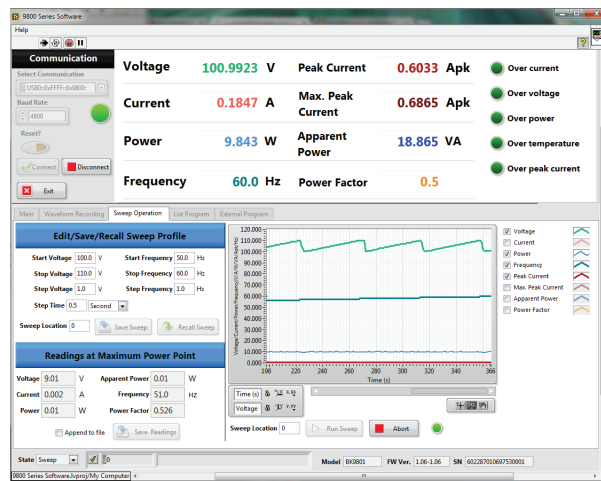 9800 Series Software
Help
Communication
Select Communication
USB0::0xFFFF::0x9800:
Baud Rate
4800
Reset?
Connect
Disconnect
Exit
Voltage 100.9923 V Peak Current 0.6033 Apk Over current
Current 0.1847 A Max. Peak Current 0.6865 Apk Over voltage
Power 9.843 W Apparent Power 18.865 VA Over power
Over temperature
Frequency 60.0 Hz Power Factor 0.5 Over peak current
Main Waveform Recording Sweep Operation List Program External Program
Edit/Save/Recall Sweep Profile
Start Voltage 100.0 V Start Frequency 50.0 Hz
Stop Voltage 110.0 V Stop Frequency 60.0 Hz
Step Voltage 1.0 V Step Frequency 1.0 Hz
Step Time 0.5 Second
Sweep Location 0 Save Sweep Recall Sweep
Readings at Maximum Power Point
Voltage 9.01 V Apparent Power 0.01 W
Current 0.002 A Frequency 51.0 Hz
Power 0.01 W Power Factor 0.526
Append to file Save Readings
120.000
110.000
100.000
90.000
80.000
70.000
60.000
50.000
40.000
30.000
20.000
10.000
0.000
198 220 240 260 280 300 320 340 366
Time (s)
Voltage
Current
Power
Frequency
Peak Current
Max. Peak Current
Apparent Power
Power Factor
Time (s)
Voltage
Sweep Location 0 Run Sweep Abort
State Sweep 0 Model BK9801 FW Ver. 1.06-1.06 SN 602287010697530001
9800 Series Software.lvproj/My Computer